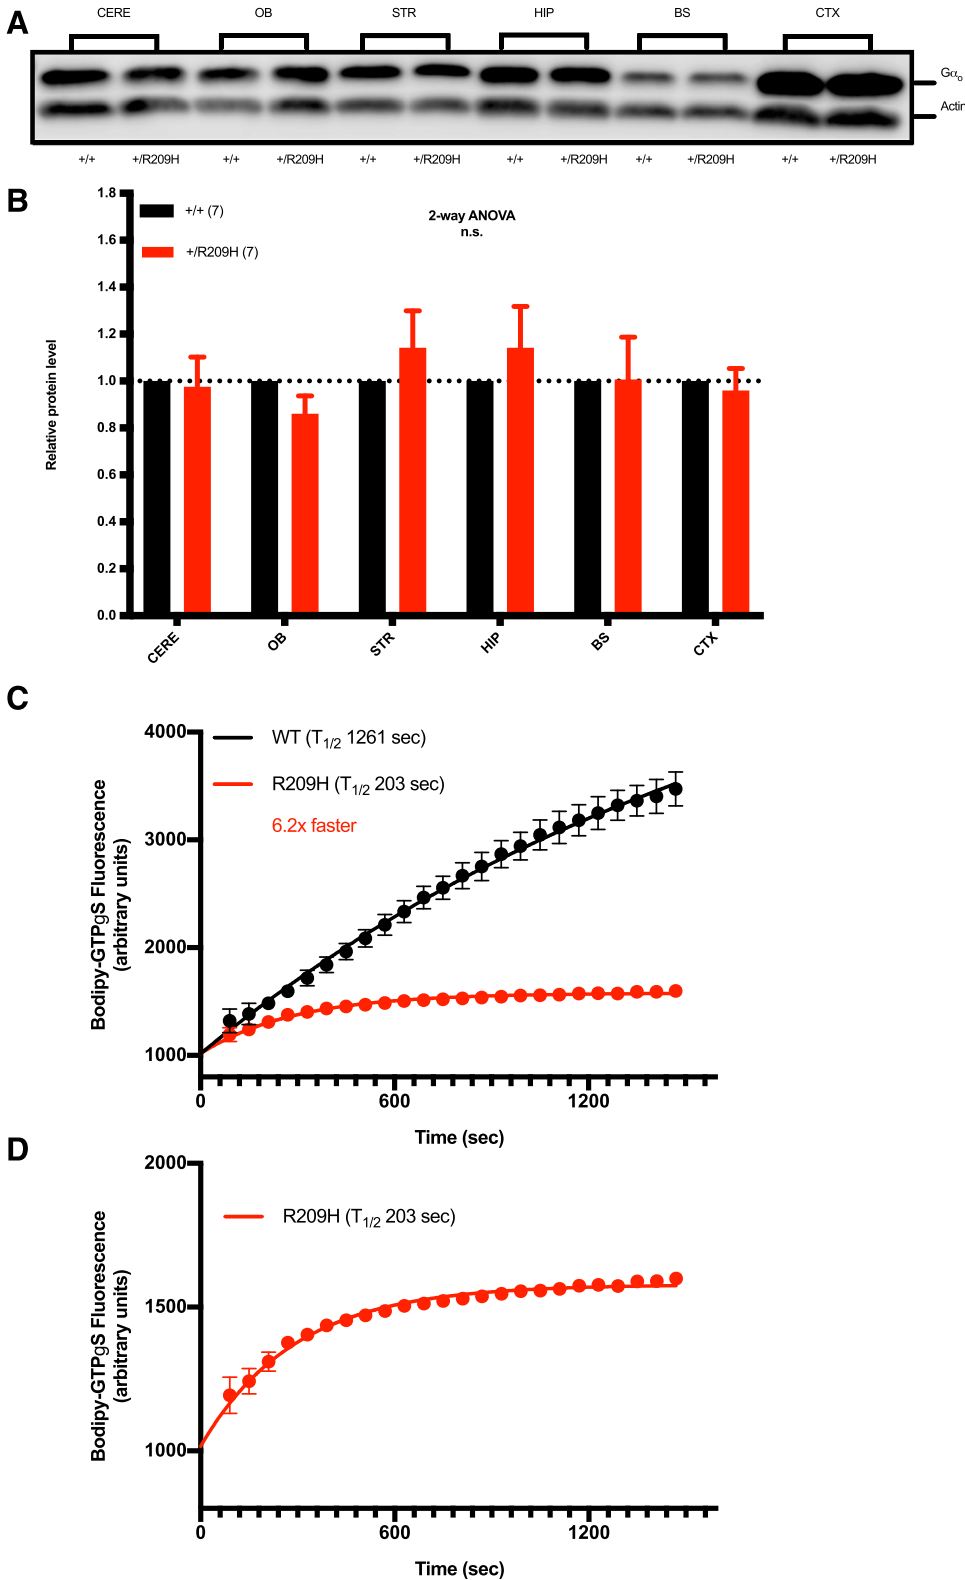 A
CERE OB STR HIP BS CTX
Gαo
Actin
+/+ +/R209H +/+ +/R209H +/+ +/R209H +/+ +/R209H +/+ +/R209H +/+ +/R209H
B
1.8
1.6
1.4
1.2
1.0
0.8
0.6
0.4
0.2
0.0
Relative protein level
+/+ (7)
+/R209H (7)
2-way ANOVA
n.s.
CERE OB STR HIP BS CTX
C
4000
3000
2000
1000
Bodipy-GTPgS Fluorescence
(arbitrary units)
WT (T1/2 1261 sec)
R209H (T1/2 203 sec)
6.2x faster
0 600 1200
Time (sec)
D
2000
1500
1000
Bodipy-GTPgS Fluorescence
(arbitrary units)
R209H (T1/2 203 sec)
0 600 1200
Time (sec)